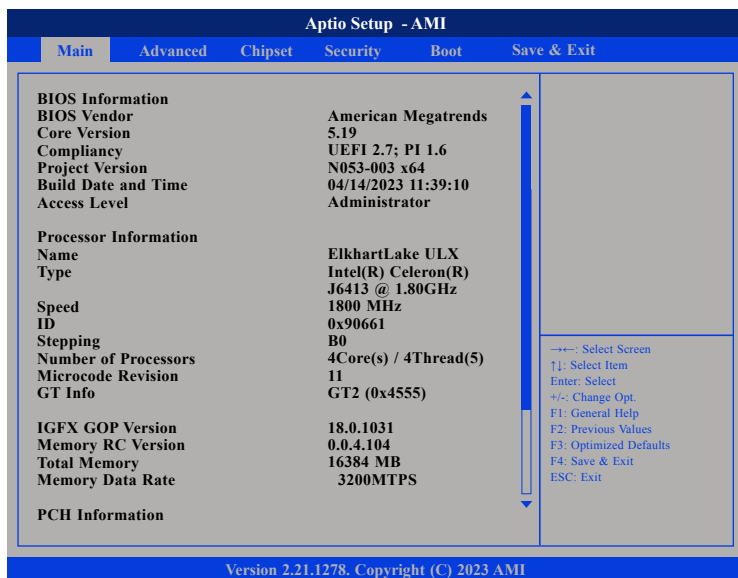 Aptio Setup - AMI
Main Advanced Chipset Security Boot Save & Exit
BIOS Information
BIOS Vendor American Megatrends
Core Version 5.19
Compliancy UEFI 2.7; PI 1.6
Project Version N053-003 x64
Build Date and Time 04/14/2023 11:39:10
Access Level Administrator
Processor Information
Name ElkhartLake ULX
Type Intel(R) Celeron(R)
J6413 @ 1.80GHz
Speed 1800 MHz
ID 0x90661
Stepping B0
Number of Processors 4Core(s) / 4Thread(5)
Microcode Revision 11
GT Info GT2 (0x4555)
IGFX GOP Version 18.0.1031
Memory RC Version 0.0.4.104
Total Memory 16384 MB
Memory Data Rate 3200MTPS
PCH Information
→←: Select Screen
↑↓: Select Item
Enter: Select
+/-: Change Opt.
F1: General Help
F2: Previous Values
F3: Optimized Defaults
F4: Save & Exit
ESC: Exit
Version 2.21.1278. Copyright (C) 2023 AMI